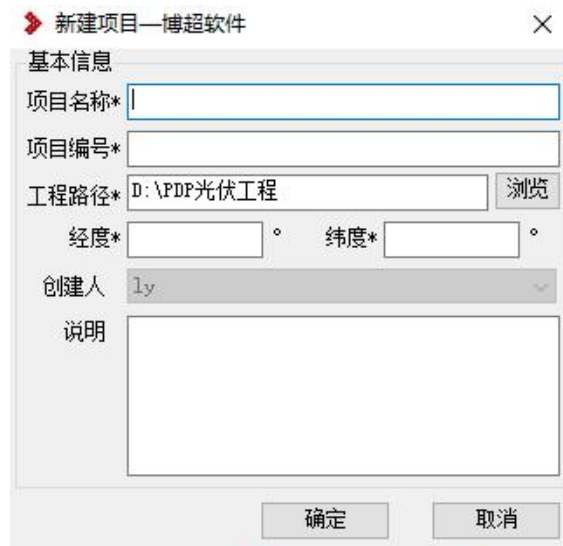 新建项目—博超软件
基本信息
项目名称*
项目编号*
工程路径* D:\PDP光伏工程 浏览
经度* ° 纬度* °
创建人 ly
说明
确定 取消